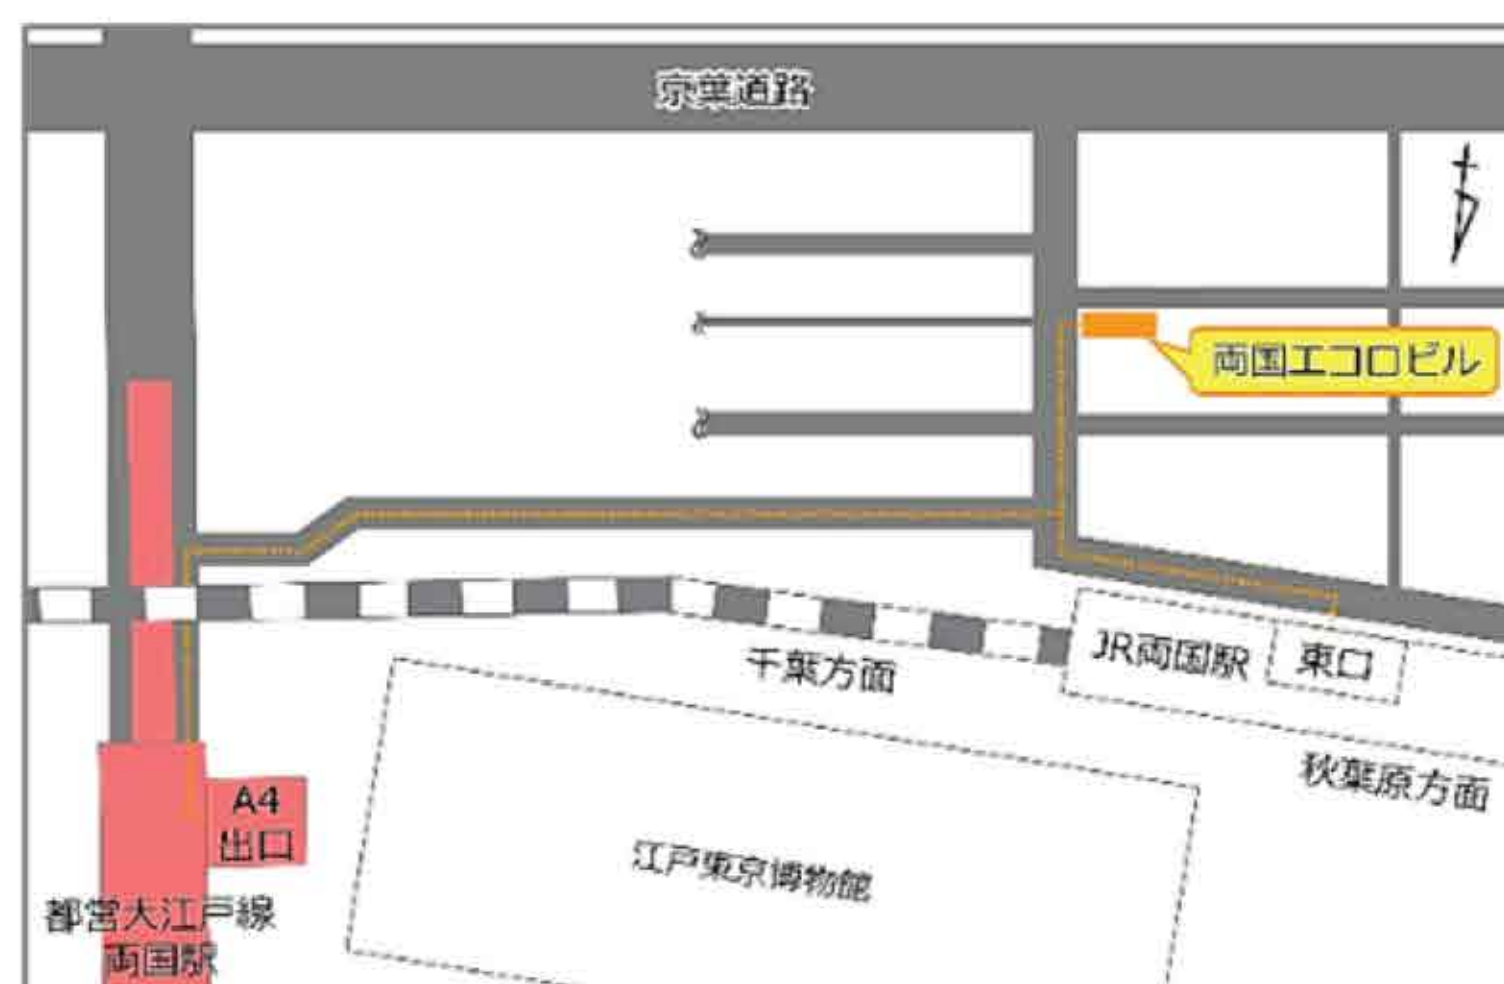 京葉道路
両国エコロビル
千葉方面
JR両国駅
東口
秋葉原方面
A4
出口
江戸東京博物館
都営大江戸線
両国駅